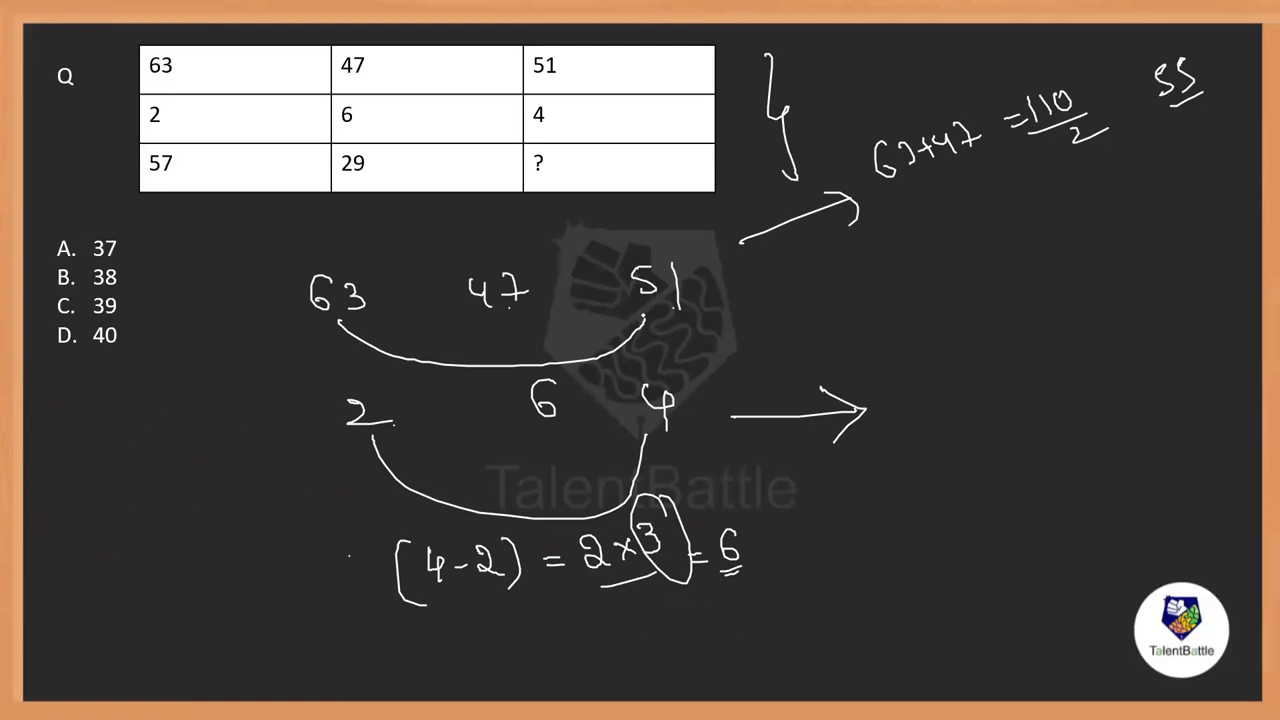 Q
63 47 51
2 6 4
57 29 ?
63+47 =110/2 55
A. 37
B. 38
C. 39
D. 40
63 47 51
2 6 4
TalentBattle
(4-2) = 2×3 = 6
TalentBattle